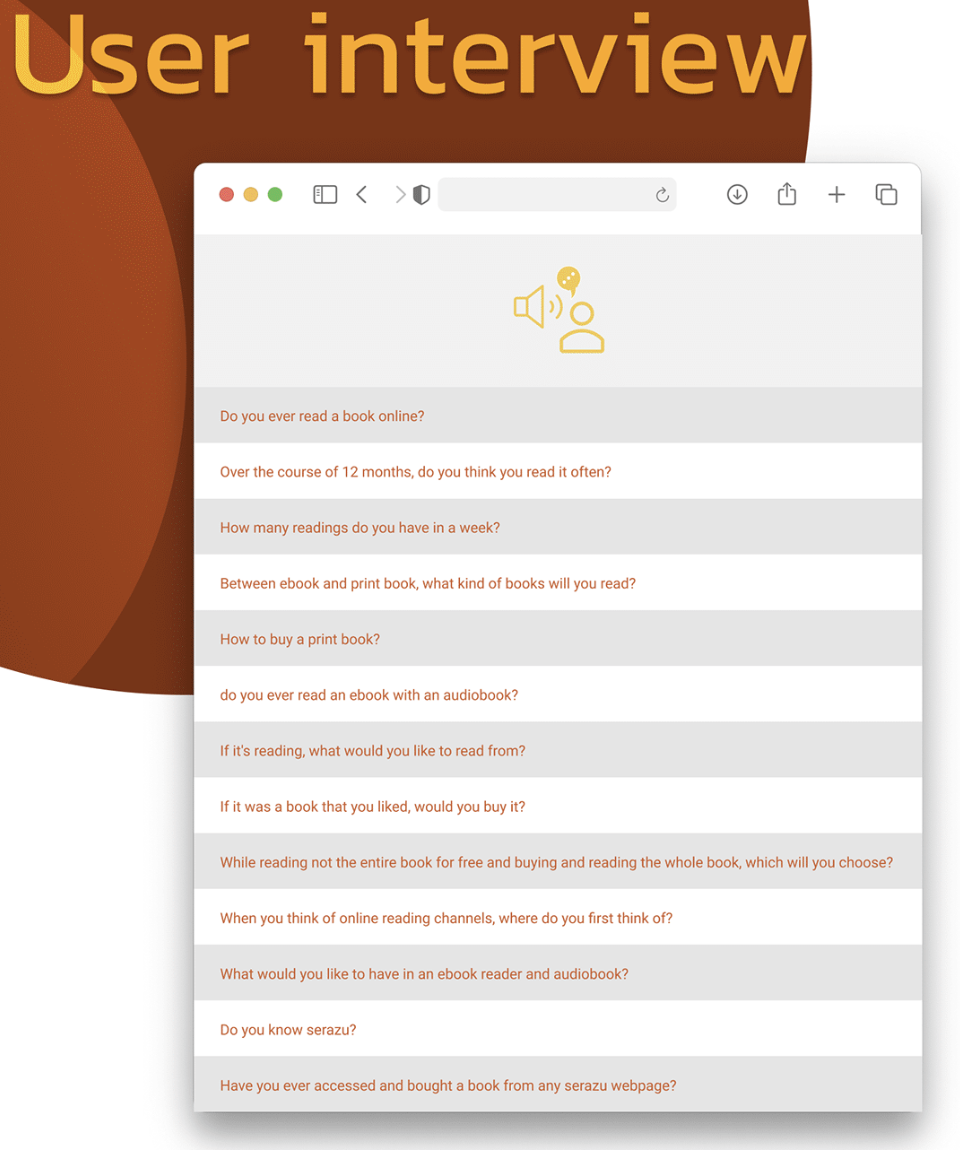 User interview
Do you ever read a book online?
Over the course of 12 months, do you think you read it often?
How many readings do you have in a week?
Between ebook and print book, what kind of books will you read?
How to buy a print book?
do you ever read an ebook with an audiobook?
If it's reading, what would you like to read from?
If it was a book that you liked, would you buy it?
While reading not the entire book for free and buying and reading the whole book, which will you choose?
When you think of online reading channels, where do you first think of?
What would you like to have in an ebook reader and audiobook?
Do you know serazu?
Have you ever accessed and bought a book from any serazu webpage?